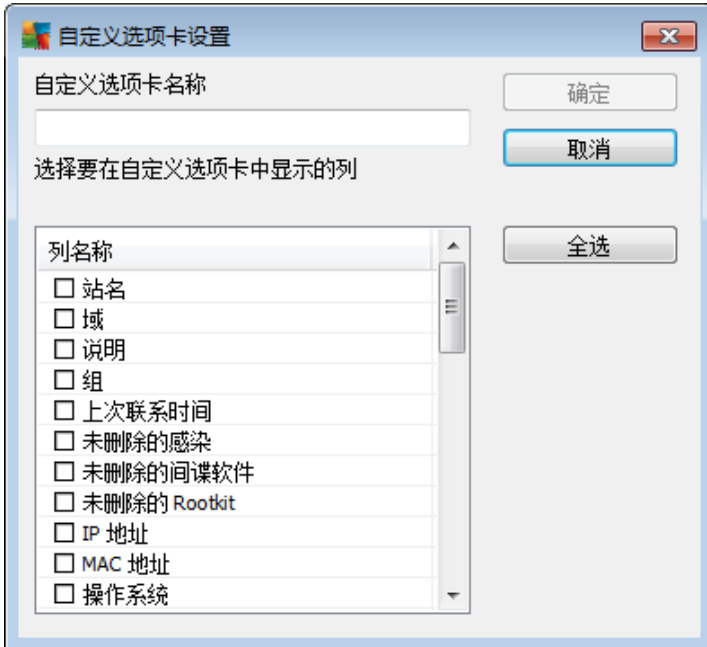 自定义选项卡设置
自定义选项卡名称
确定
取消
选择要在自定义选项卡中显示的列
全选
列名称
站名
域
说明
组
上次联系时间
未删除的感染
未删除的间谍软件
未删除的 Rootkit
IP 地址
MAC 地址
操作系统